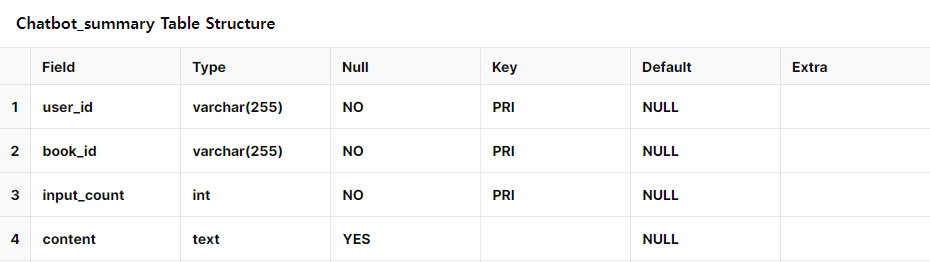 Chatbot_summary Table Structure
Field Type Null Key Default Extra
1 user_id varchar(255) NO PRI NULL
2 book_id varchar(255) NO PRI NULL
3 input_count int NO PRI NULL
4 content text YES NULL